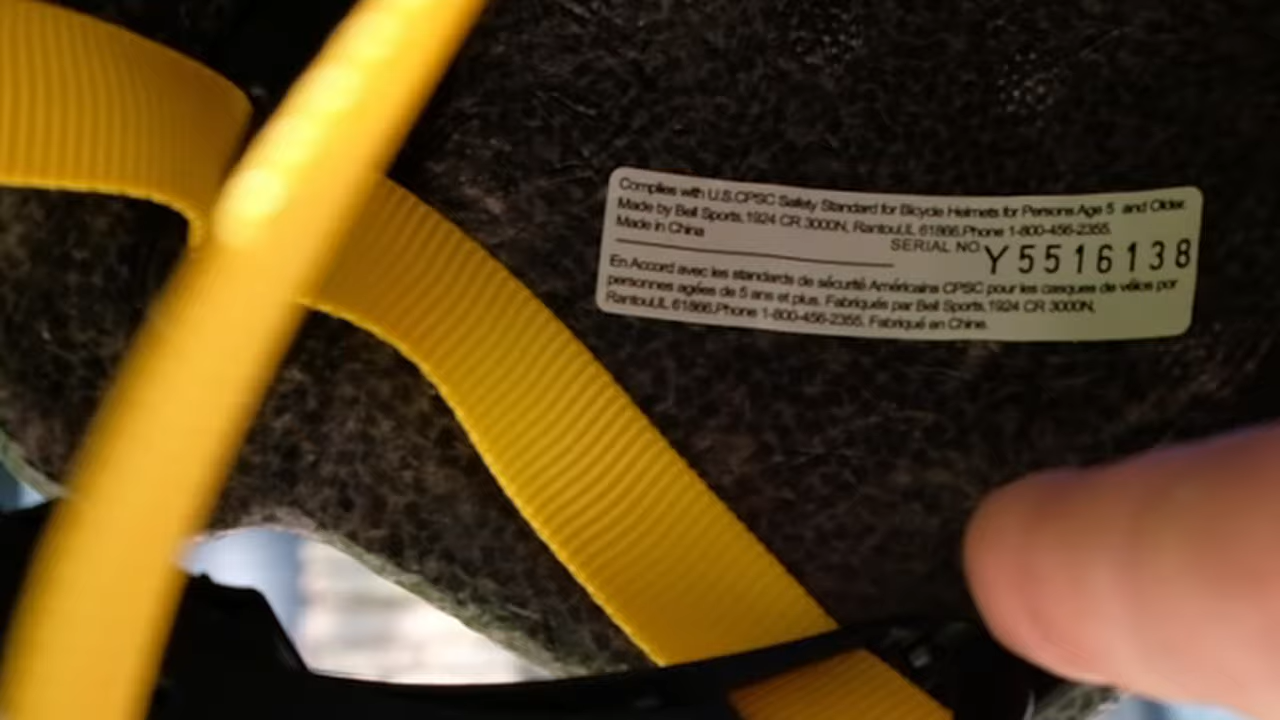 Complies with U.S.CPSC Safety Standard for Bicycle Helmets for Persons Age 5 and Older.
Made by Bell Sports,1924 CR 3000N, Rantoul,IL 61866.Phone 1-800-456-2355.
Made in China
SERIAL NO Y5516138
En Accord avec les standards de sécurité Américains CPSC pour les casques de vélos por
personnes agées de 5 ans et plus. Fabriqués par Bell Sports,1924 CR 3000N,
Rantoul,IL 61866,Phone 1-800-456-2355. Fabriqué an Chine.